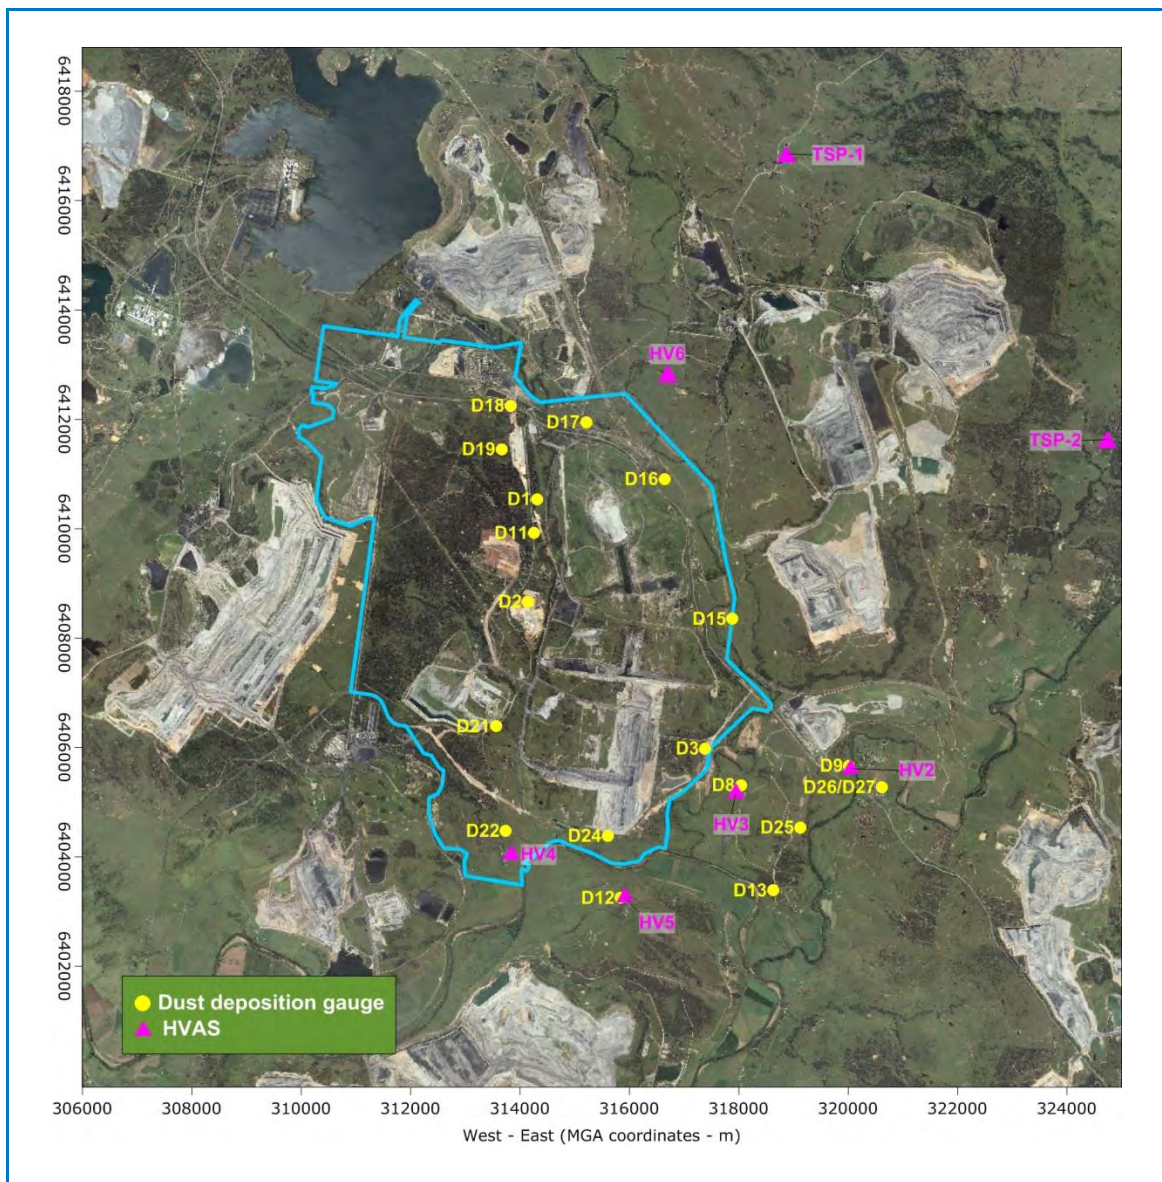 6418000
TSP-1
6416000
6414000
HV6
6412000
D18
D17
TSP-2
D19
D16
D1
6410000
D11
D2
D15
6408000
D21
6406000
D3
D9
HV2
D8
D26/D27
HV3
D25
D22
D24
6404000
HV4
D13
D12
HV5
6402000
Dust deposition gauge
HVAS
306000 308000 310000 312000 314000 316000 318000 320000 322000 324000
West - East (MGA coordinates - m)